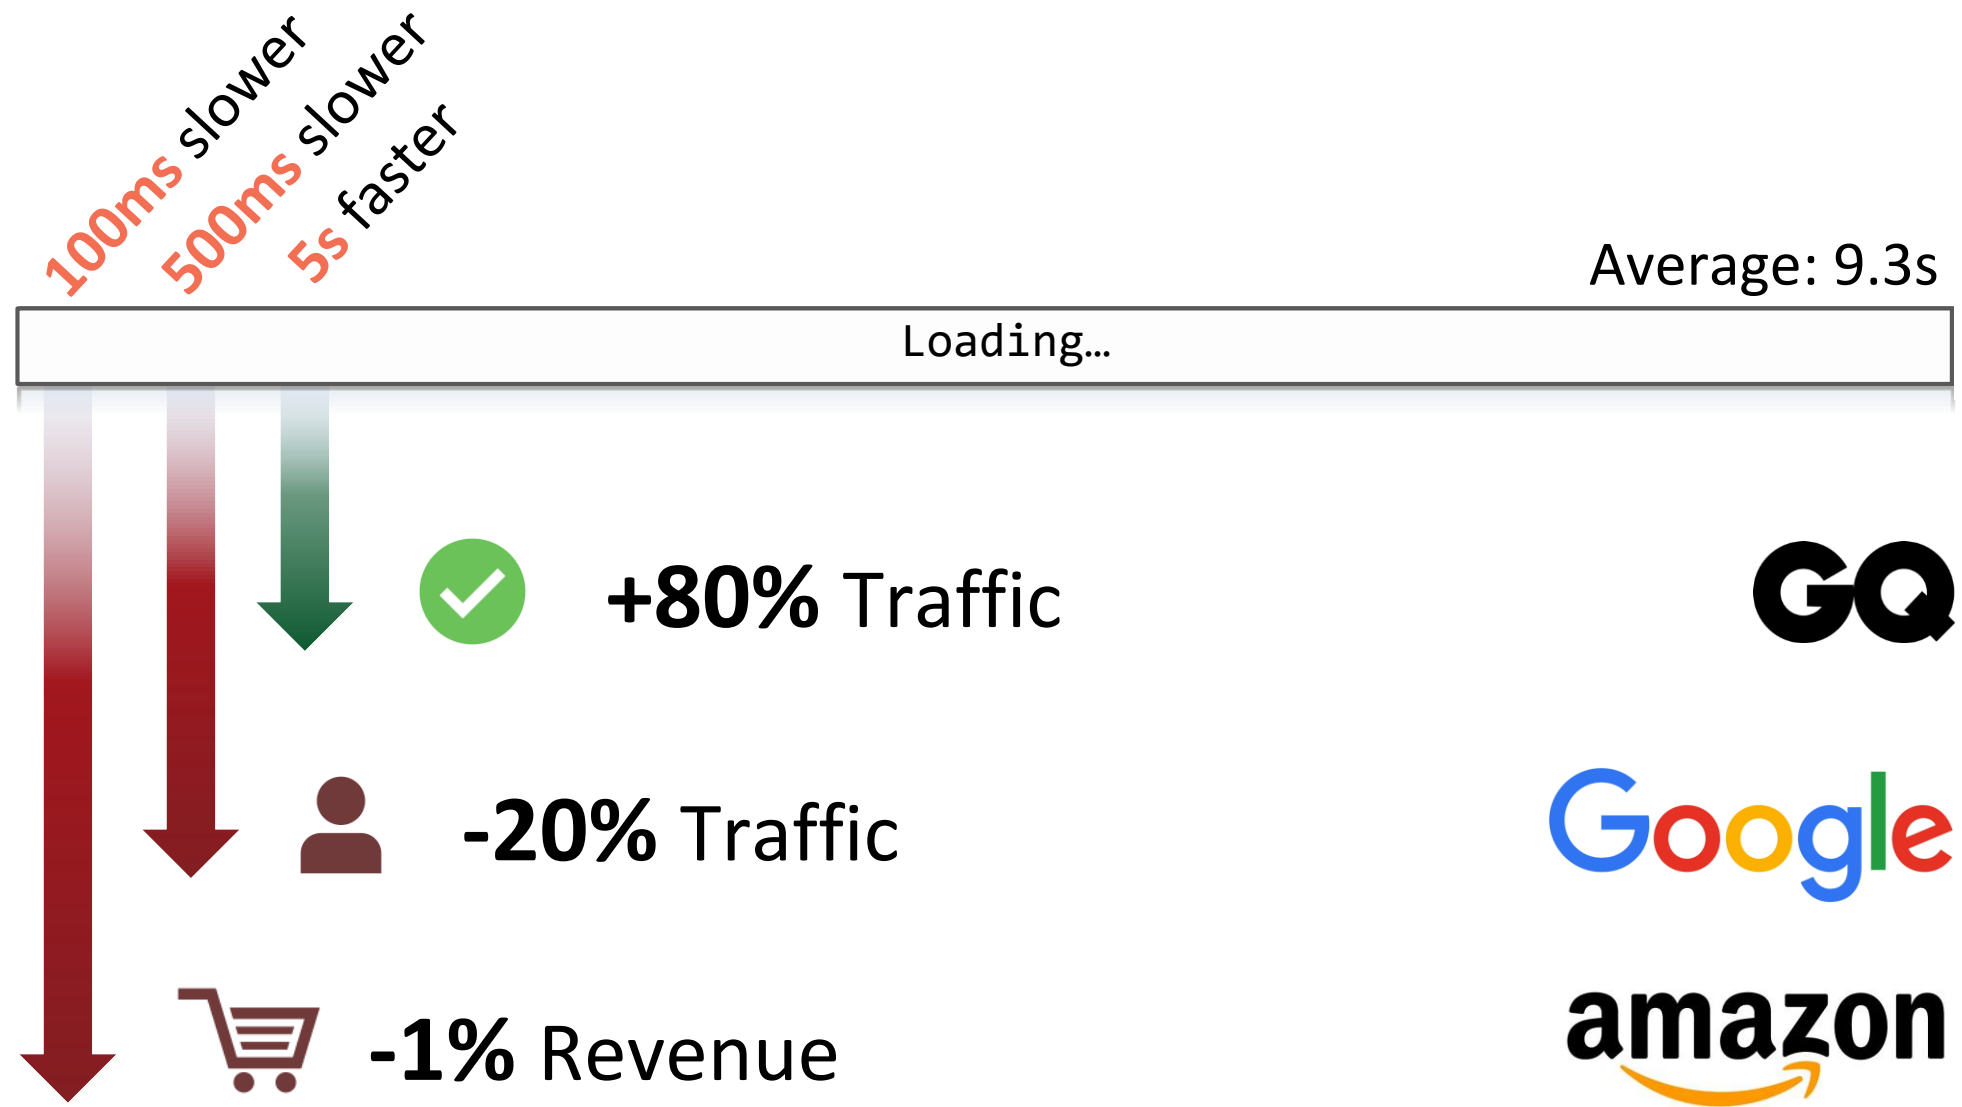 100ms slower
500ms slower
5s faster
Average: 9.3s
Loading…
+80% Traffic
GQ
-20% Traffic
Google
-1% Revenue
amazon